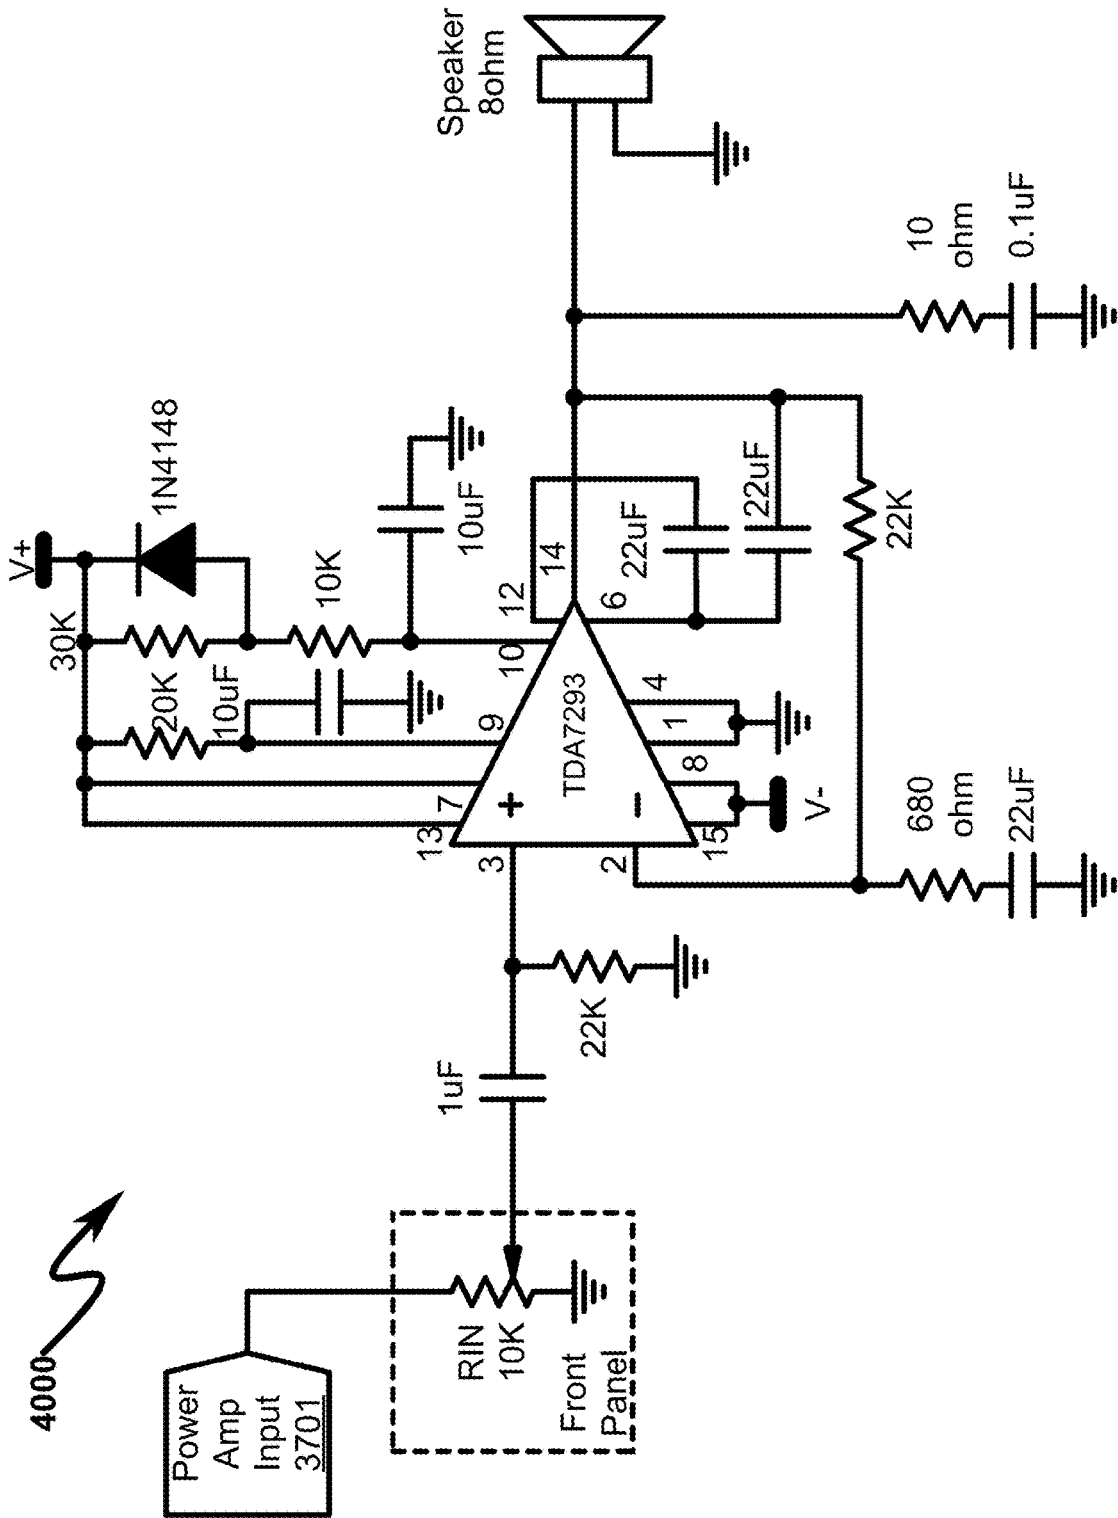 4000
Power
Amp
Input
3701
RIN
10K
Front
Panel
1uF
22K
3
2
13
7
9
10
12
14
6
4
1
8
15
+
−
TDA7293
V+
30K
20K
10uF
10K
1N4148
10uF
V-
680
ohm
22uF
22uF
22uF
22K
10
ohm
0.1uF
Speaker
8ohm